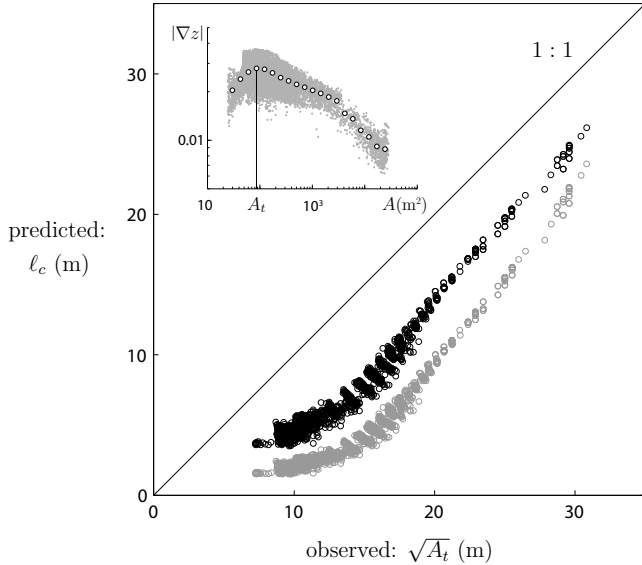 |∇z|
0.01
10 A_t 10³ A(m²)
1 : 1
30
20
predicted:
ℓ_c (m)
10
0
0 10 20 30
observed: √A_t (m)